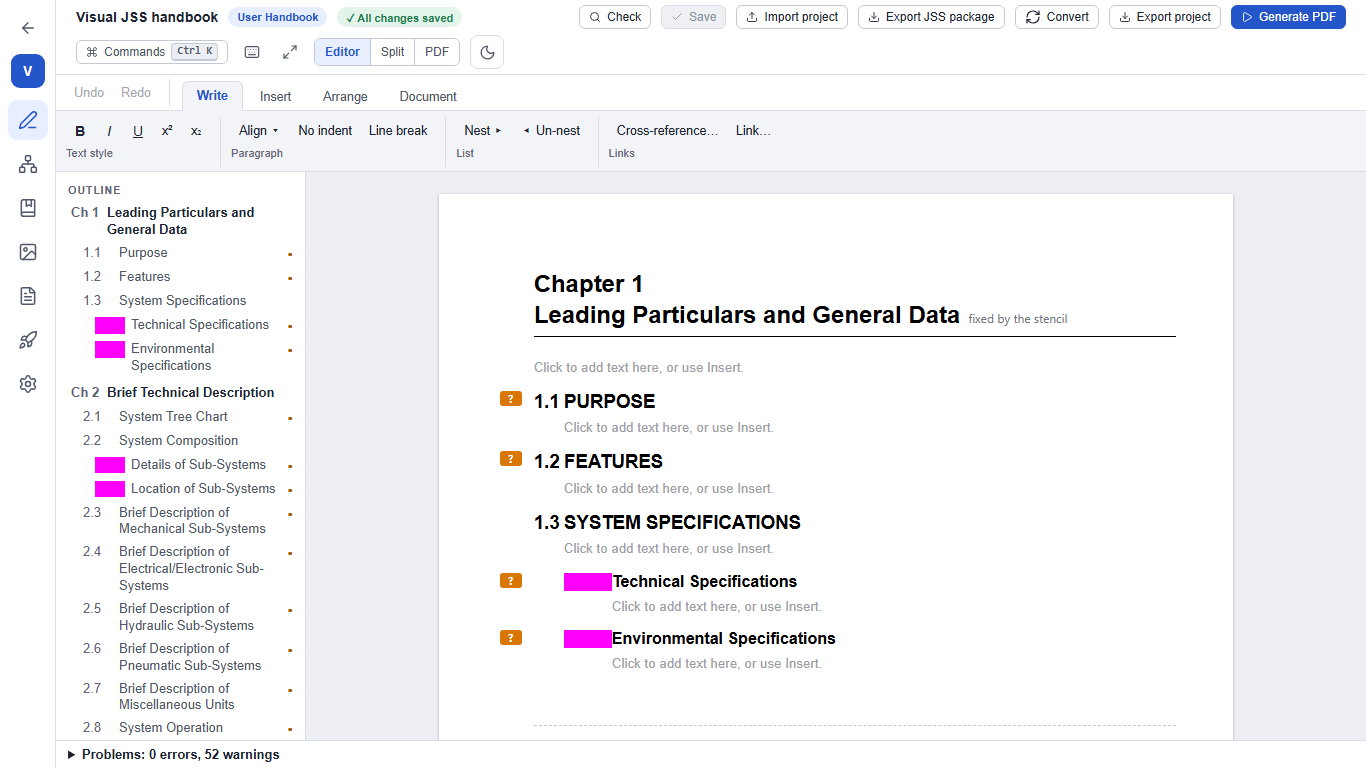 Visual JSS handbook User Handbook ✓ All changes saved Check Save Import project Export JSS package Convert Export project Generate PDF
V
Commands Ctrl K Editor Split PDF
Undo Redo Write Insert Arrange Document
B I U x² x₂ Align No indent Line break Nest Un-nest Cross-reference… Link…
Text style Paragraph List Links
OUTLINE
Ch 1 Leading Particulars and
General Data
1.1 Purpose
1.2 Features
1.3 System Specifications
Technical Specifications
Environmental
Specifications
Ch 2 Brief Technical Description
2.1 System Tree Chart
2.2 System Composition
Details of Sub-Systems
Location of Sub-Systems
2.3 Brief Description of
Mechanical Sub-Systems
2.4 Brief Description of
Electrical/Electronic Sub-
Systems
2.5 Brief Description of
Hydraulic Sub-Systems
2.6 Brief Description of
Pneumatic Sub-Systems
2.7 Brief Description of
Miscellaneous Units
2.8 System Operation
Chapter 1
Leading Particulars and General Data fixed by the stencil
Click to add text here, or use Insert.
? 1.1 PURPOSE
Click to add text here, or use Insert.
? 1.2 FEATURES
Click to add text here, or use Insert.
1.3 SYSTEM SPECIFICATIONS
Click to add text here, or use Insert.
? Technical Specifications
Click to add text here, or use Insert.
? Environmental Specifications
Click to add text here, or use Insert.
Problems: 0 errors, 52 warnings